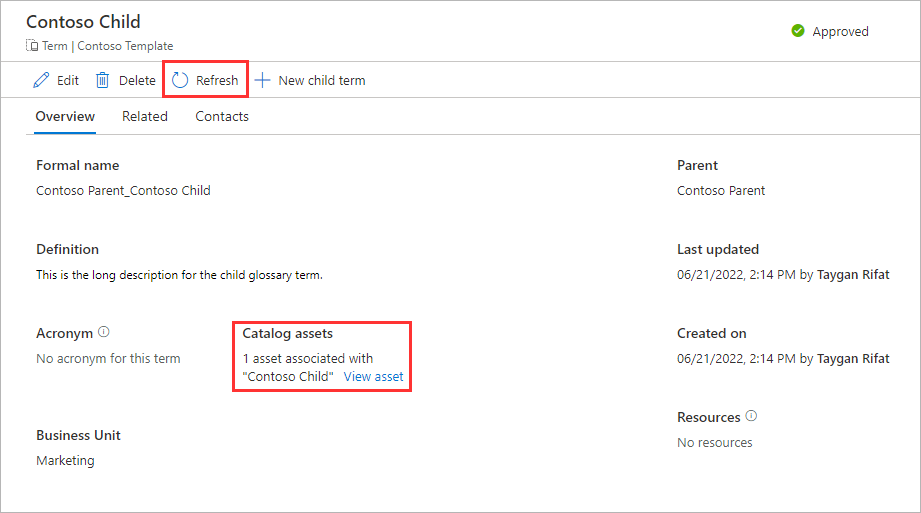 Contoso Child
Term | Contoso Template
Approved
Edit
Delete
Refresh
New child term
Overview
Related
Contacts
Formal name
Contoso Parent_Contoso Child
Parent
Contoso Parent
Definition
This is the long description for the child glossary term.
Last updated
06/21/2022, 2:14 PM by Taygan Rifat
Acronym
No acronym for this term
Catalog assets
1 asset associated with
"Contoso Child" View asset
Created on
06/21/2022, 2:14 PM by Taygan Rifat
Business Unit
Marketing
Resources
No resources